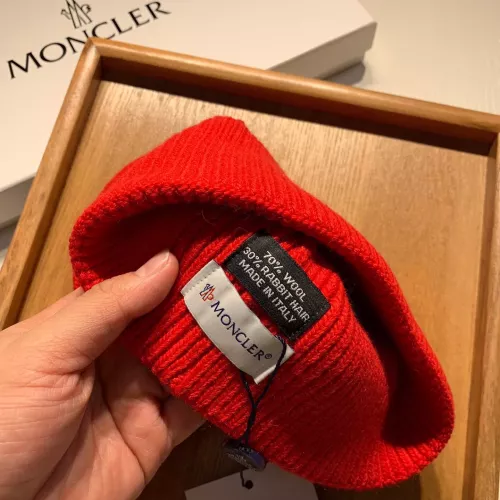 MONCLER
70% WOOL
30% RABBIT HAIR
MADE IN ITALY
MONCLER®